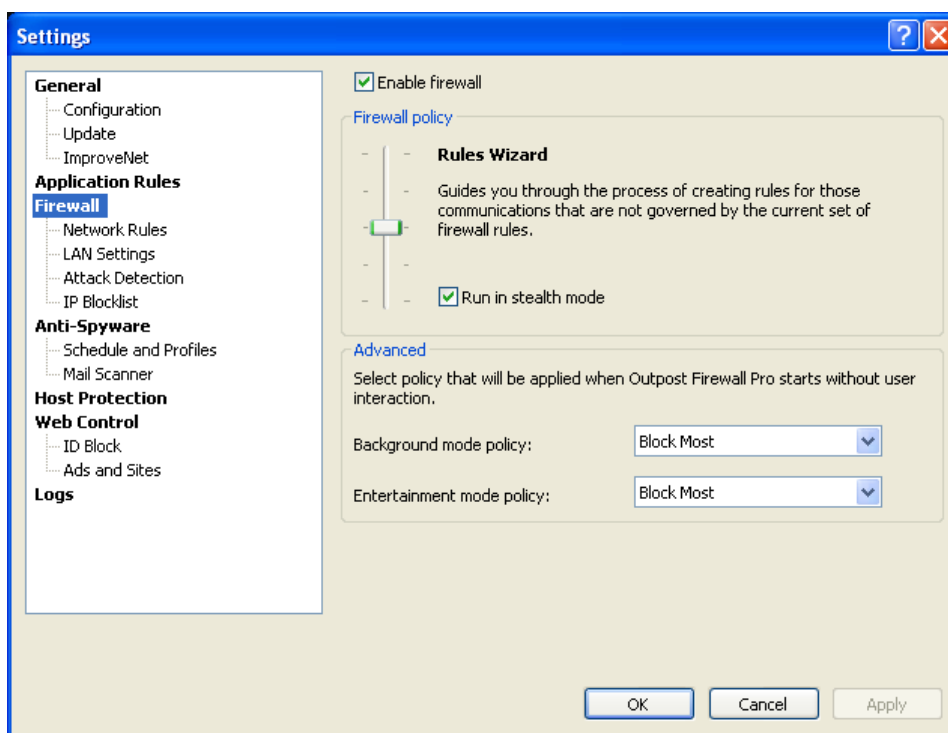 Settings
General
Configuration
Update
ImproveNet
Application Rules
Firewall
Network Rules
LAN Settings
Attack Detection
IP Blocklist
Anti-Spyware
Schedule and Profiles
Mail Scanner
Host Protection
Web Control
ID Block
Ads and Sites
Logs
Enable firewall
Firewall policy
Rules Wizard
Guides you through the process of creating rules for those
communications that are not governed by the current set of
firewall rules.
Run in stealth mode
Advanced
Select policy that will be applied when Outpost Firewall Pro starts without user
interaction.
Background mode policy:
Block Most
Entertainment mode policy:
Block Most
OK
Cancel
Apply